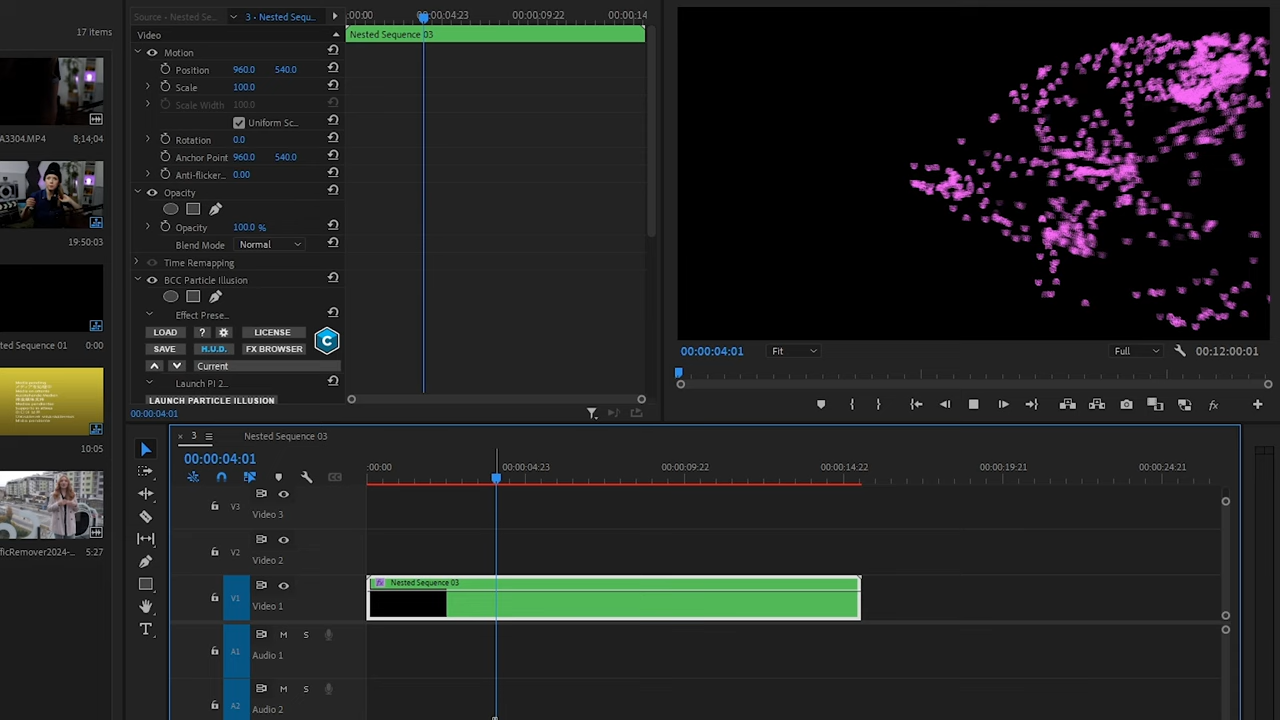 17 items
A3304.MP4 8;14;04
19:50:03
ted Sequence 01 0:00
10:05
ficRemover2024-... 5:27
Source - Nested Se... 3 - Nested Sequ...
:00:00 00:00:04:23 00:00:09:22 00:00:14
Video
Nested Sequence 03
Motion
Position 960.0 540.0
Scale 100.0
Scale Width 100.0
Uniform Sc...
Rotation 0.0
Anchor Point 960.0 540.0
Anti-flicker... 0.00
Opacity
Opacity 100.0 %
Blend Mode Normal
Time Remapping
BCC Particle Illusion
Effect Prese...
LOAD ? LICENSE
SAVE H.U.D. FX BROWSER
Current
Launch PI 2...
LAUNCH PARTICLE ILLUSION
00:00:04:01
00:00:04:01 Fit Full 00:12:00:01
fx
× 3 Nested Sequence 03
00:00:04:01
:00:00 00:00:04:23 00:00:09:22 00:00:14:22 00:00:19:21 00:00:24:21
V3 Video 3
V2 Video 2
V1 Video 1
fx Nested Sequence 03
A1 M S
Audio 1
A2 M S
Audio 2